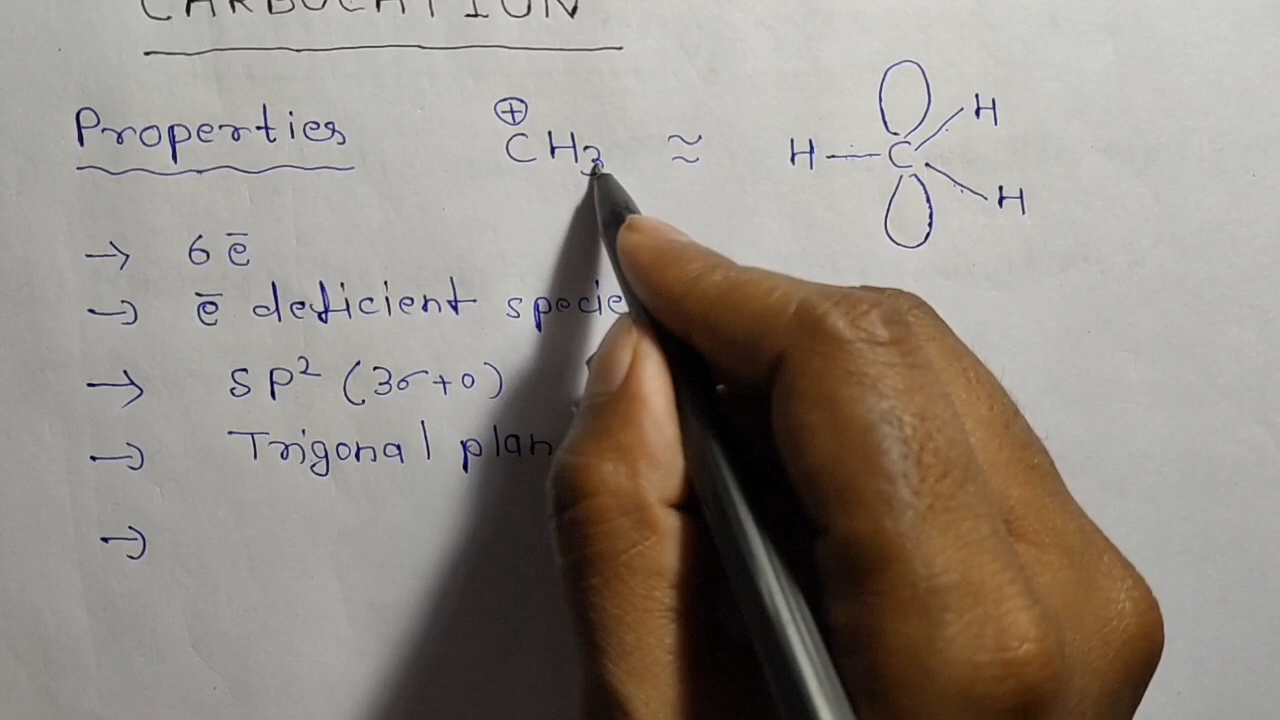 CARBOCATION
Properties
⊕
CH3 ≈ H-C H H
→ 6 ē
→ ē deficient specie
→ SP² (3σ+0)
→ Trigonal plan
→